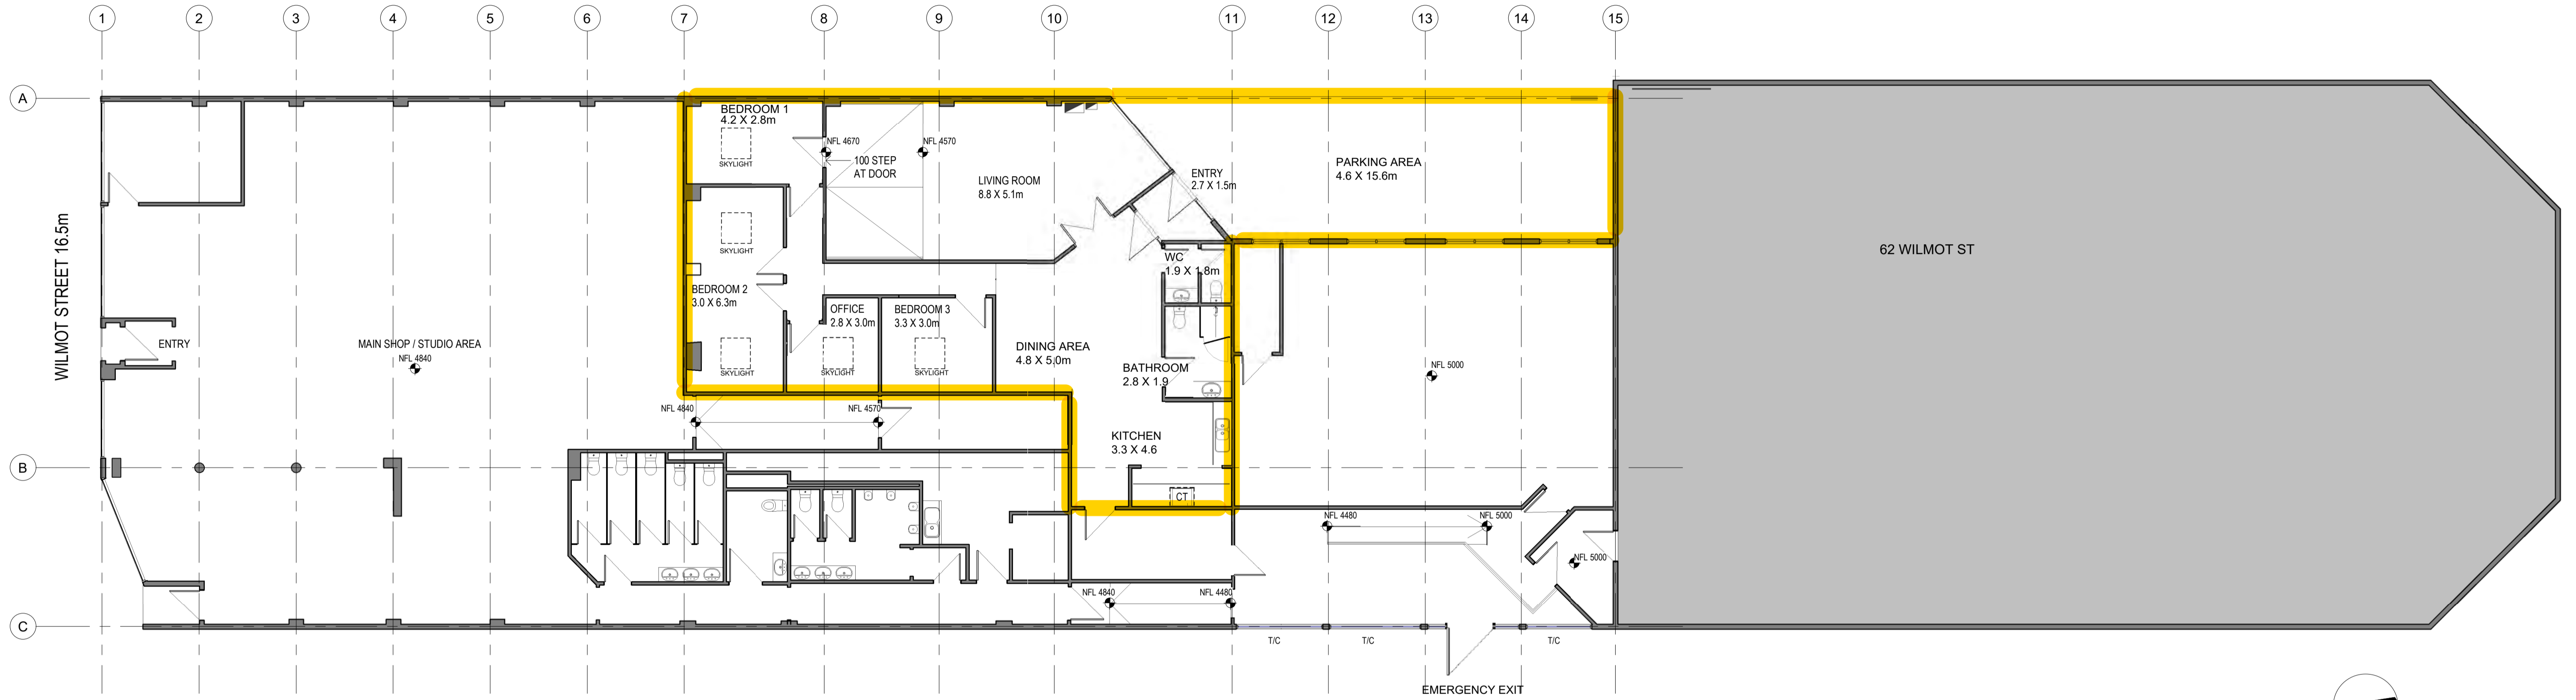 1 2 3 4 5 6 7 8 9 10 11 12 13 14 15
A
BEDROOM 1
4.2 X 2.8m
SKYLIGHT
NFL 4670
NFL 4570
100 STEP
AT DOOR
LIVING ROOM
8.8 X 5.1m
ENTRY
2.7 X 1.5m
PARKING AREA
4.6 X 15.6m
WILMOT STREET 16.5m
62 WILMOT ST
SKYLIGHT
WC
1.9 X 1.8m
BEDROOM 2
3.0 X 6.3m
OFFICE
2.8 X 3.0m
BEDROOM 3
3.3 X 3.0m
ENTRY
MAIN SHOP / STUDIO AREA
NFL 4840
DINING AREA
4.8 X 5.0m
SKYLIGHT
SKYLIGHT
SKYLIGHT
BATHROOM
2.8 X 1.9
NFL 5000
NFL 4840
NFL 4570
KITCHEN
3.3 X 4.6
B
CT
NFL 4480
NFL 5000
NFL 5000
NFL 4840
NFL 4480
C
T/C
T/C
T/C
EMERGENCY EXIT